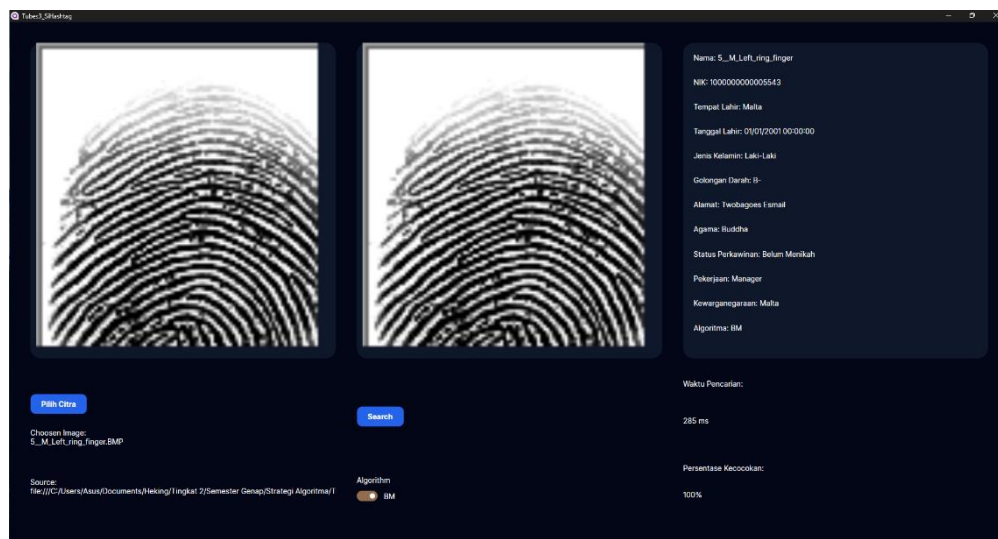 Tubes3_SiHashtag
Nama: 5__M_Left_ring_finger
NIK: 1000000000005543
Tempat Lahir: Malta
Tanggal Lahir: 01/01/2001 00:00:00
Jenis Kelamin: Laki-Laki
Golongan Darah: B-
Alamat: Twobagoes Esmail
Agama: Buddha
Status Perkawinan: Belum Menikah
Pekerjaan: Manager
Kewarganegaraan: Malta
Algoritma: BM
Pilih Citra
Choosen Image:
5__M_Left_ring_finger.BMP
Source:
file:///C:/Users/Asus/Documents/Heking/Tingkat 2/Semester Genap/Strategi Algoritma/T
Search
Algorithm
BM
Waktu Pencarian:
285 ms
Persentase Kecocokan:
100%